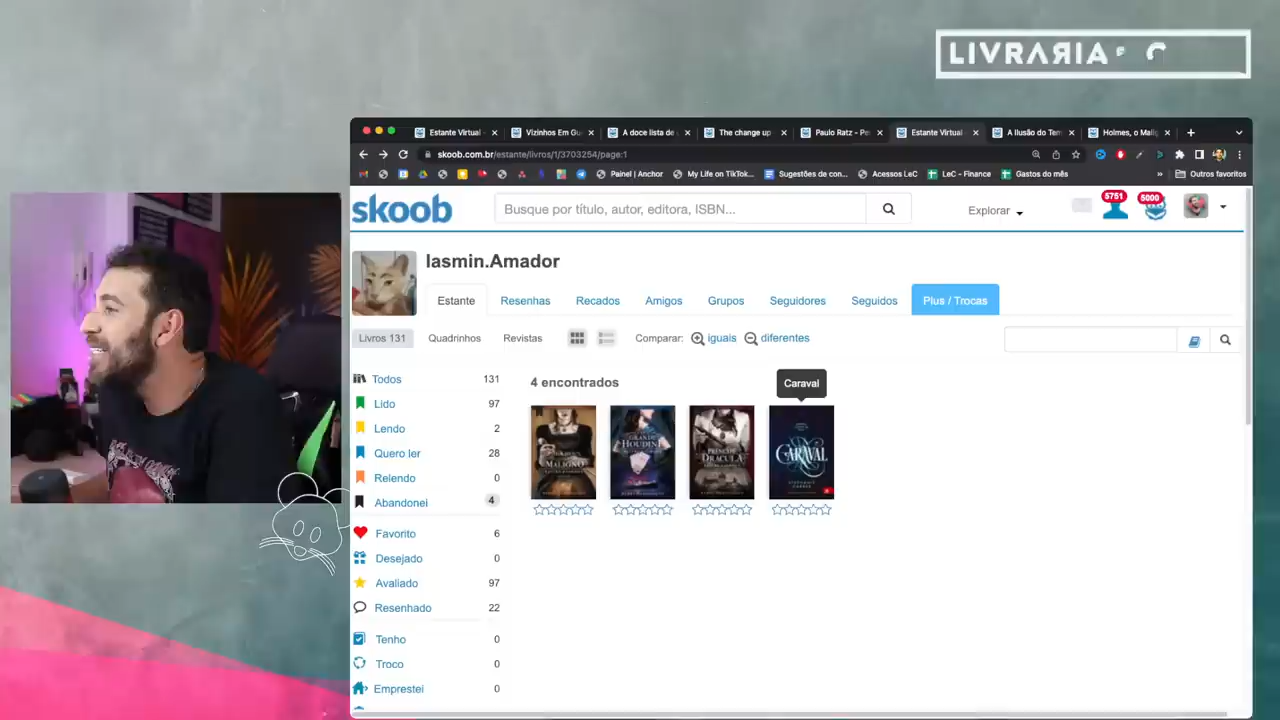 LIVRARIA
Estante Virtual
Vizinhos Em Gu
A doce lista de
The change up
Paulo Ratz - Pe
Estante Virtual
A Ilusão do Tem
Holmes, o Malig
skoob.com.br/estante/livros/1/3703254/page:1
Painel | Anchor
My Life on TikTok...
Sugestões de con...
Acessos LeC
LeC - Finance
Gastos do mês
»
Outros favoritos
skoob
Busque por título, autor, editora, ISBN...
Explorar
5751
5000
Iasmin.Amador
Estante
Resenhas
Recados
Amigos
Grupos
Seguidores
Seguidos
Plus / Trocas
Livros 131
Quadrinhos
Revistas
Comparar:
iguais
diferentes
Todos 131
Lido 97
Lendo 2
Quero ler 28
Relendo 0
Abandonei 4
Favorito 6
Desejado 0
Avaliado 97
Resenhado 22
Tenho 0
Troco 0
Emprestei 0
4 encontrados
Caraval
MALIGNO
GRANDE
HOUDINI
PRÍNCIPE
DRACULA
CARAVAL